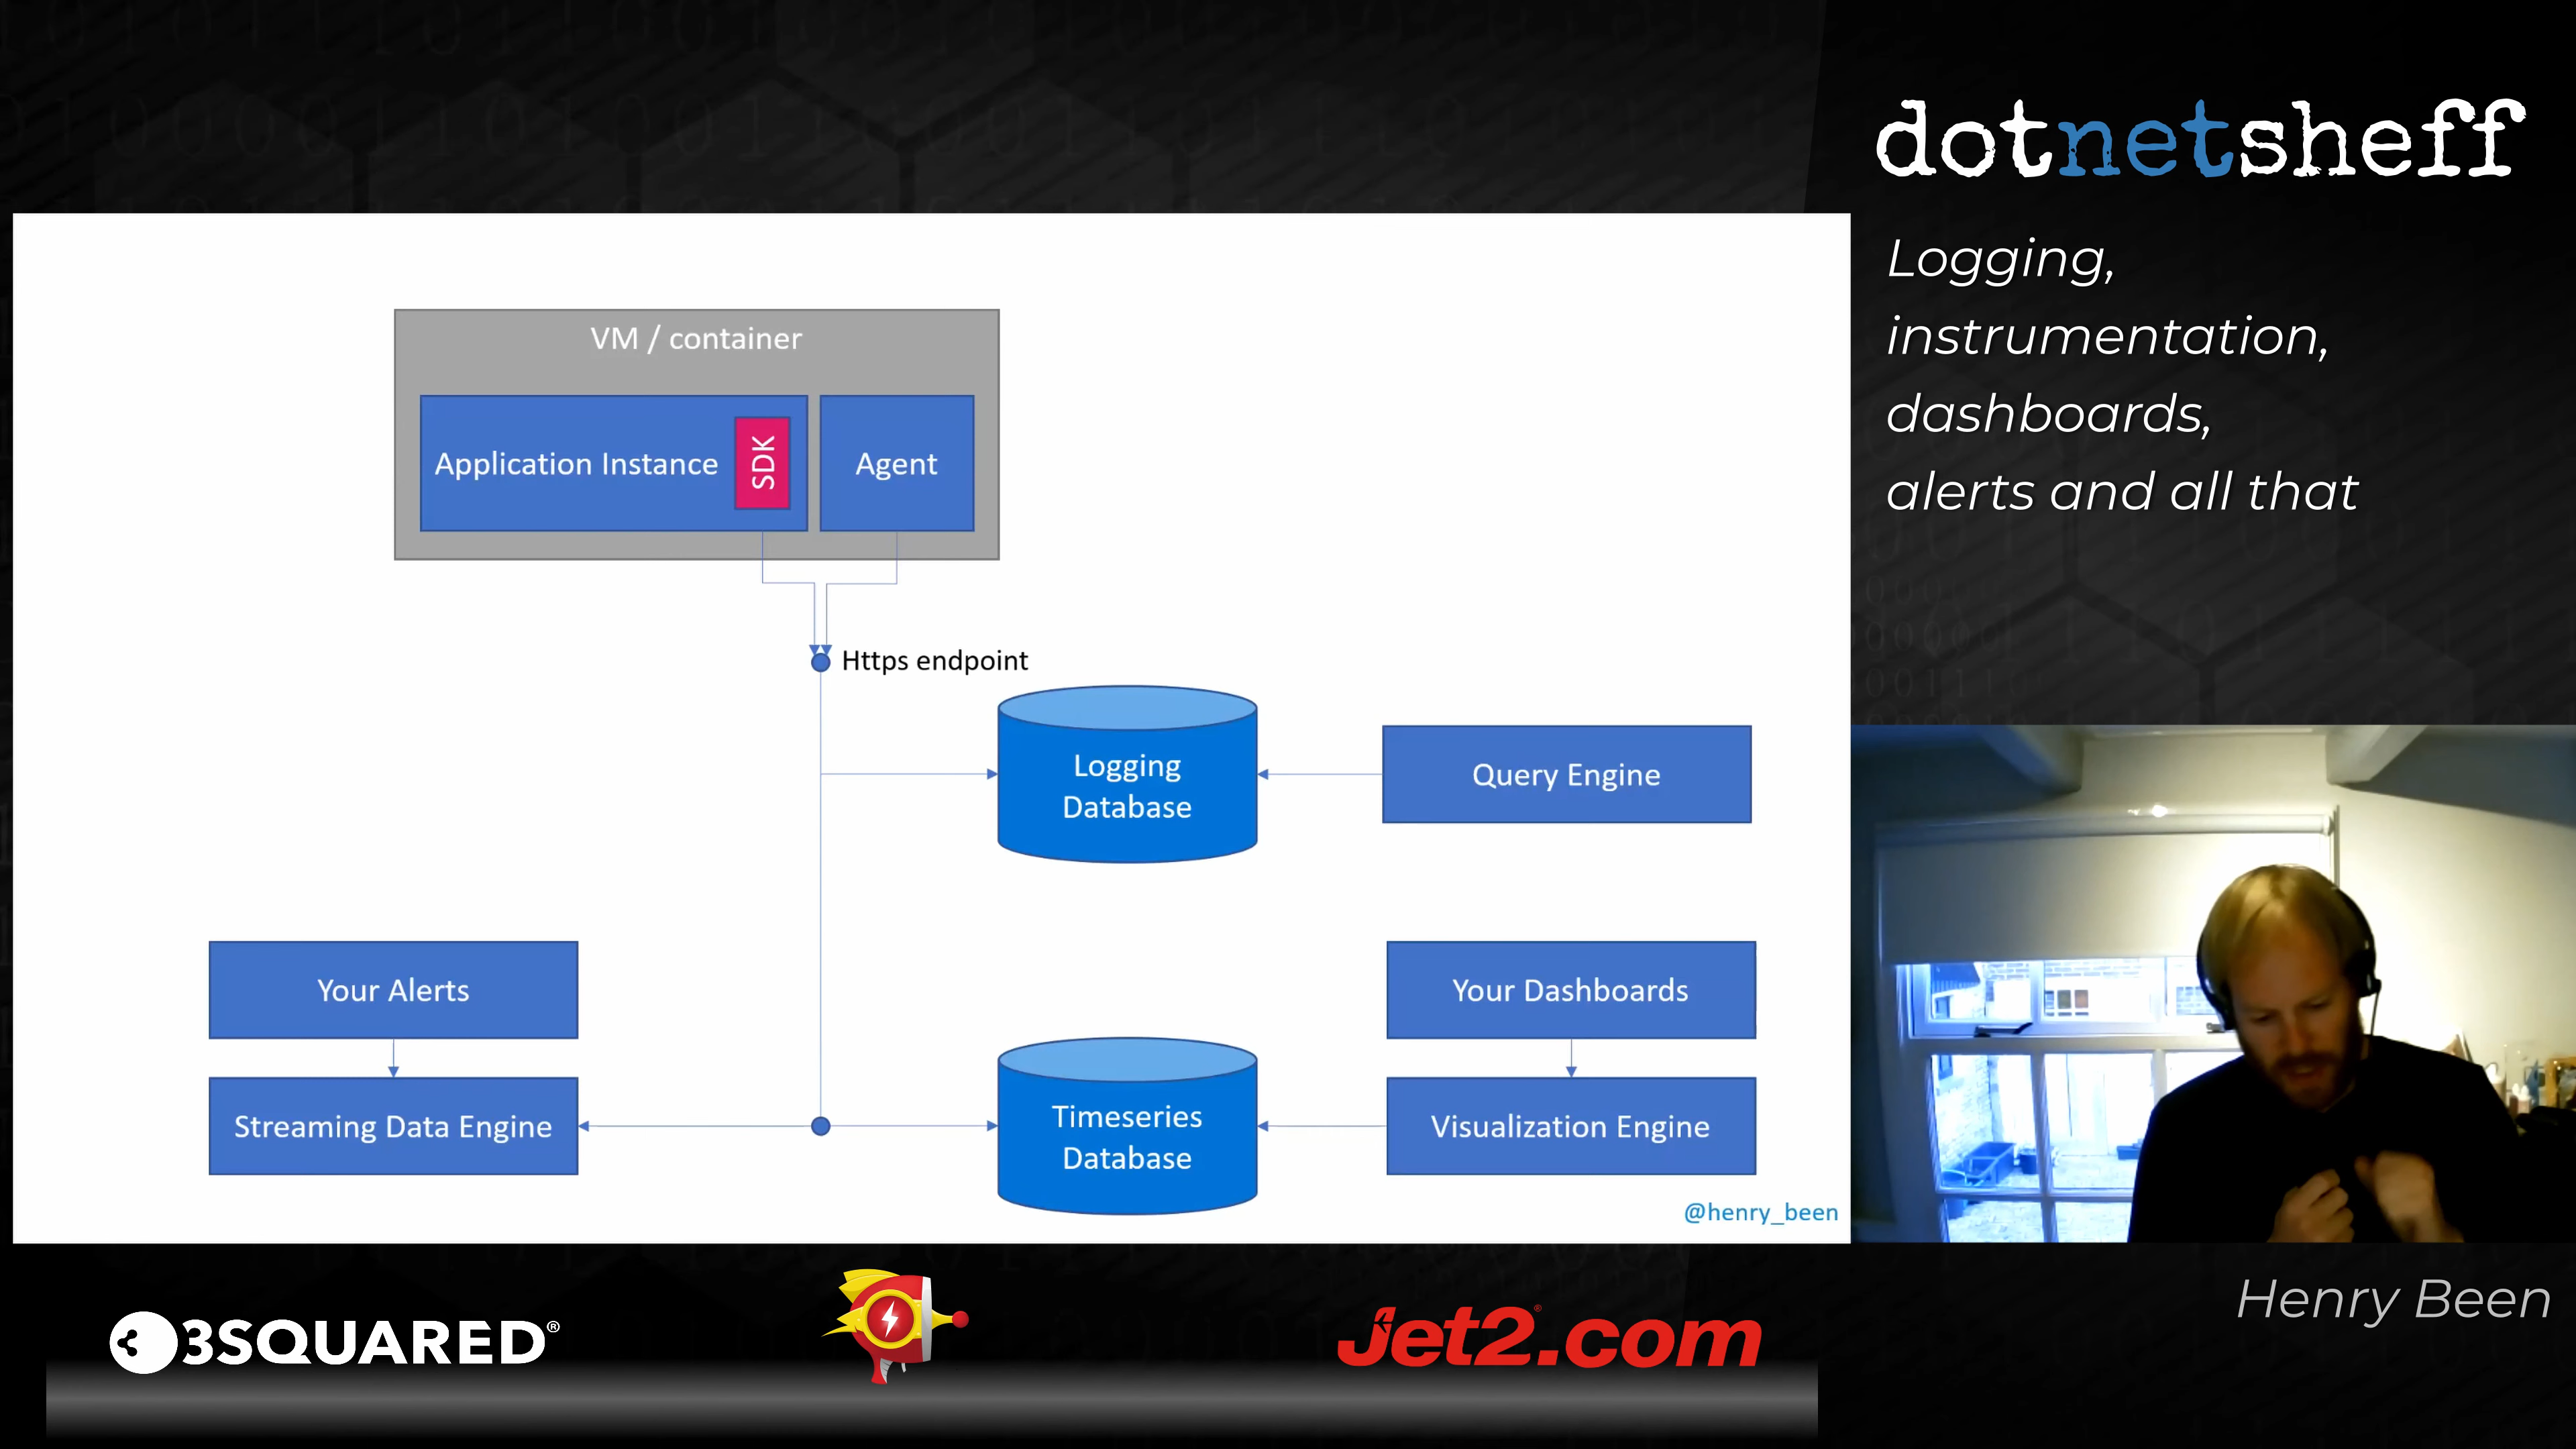 dotnetsheff
Logging,
instrumentation,
dashboards,
alerts and all that
VM / container
Application Instance
SDK
Agent
Https endpoint
Logging
Database
Query Engine
Your Alerts
Your Dashboards
Streaming Data Engine
Timeseries
Database
Visualization Engine
@henry_been
Henry Been
3SQUARED®
Jet2.com